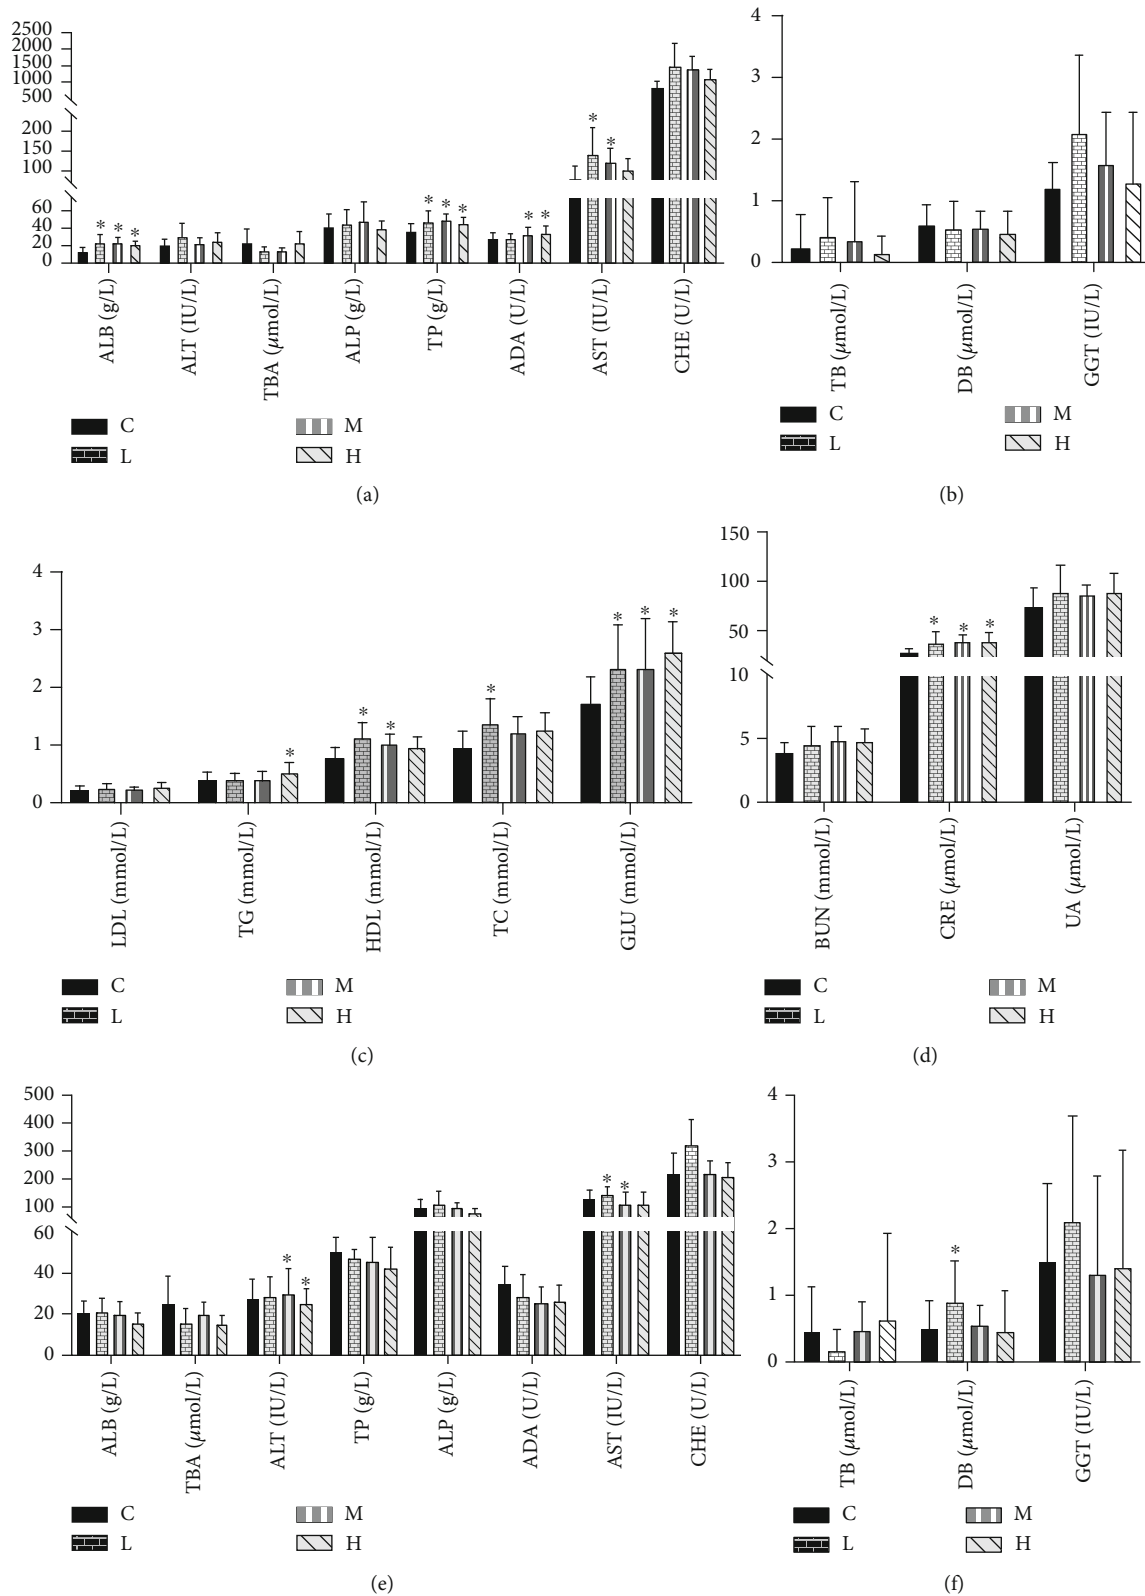 2500
2000
1500
1000
500
200
150
100
60
40
20
0
* * *
* * *
* *
* *
ALB (g/L)
ALT (IU/L)
TBA (μmol/L)
ALP (g/L)
TP (g/L)
ADA (U/L)
AST (IU/L)
CHE (U/L)
C
L
M
H
(a)
4
3
2
1
0
TB (μmol/L)
DB (μmol/L)
GGT (IU/L)
C
L
M
H
(b)
4
3
2
1
0
*
* *
*
* * *
LDL (mmol/L)
TG (mmol/L)
HDL (mmol/L)
TC (mmol/L)
GLU (mmol/L)
C
L
M
H
(c)
150
100
50
10
5
0
* * *
BUN (mmol/L)
CRE (μmol/L)
UA (μmol/L)
C
L
M
H
(d)
500
400
300
200
100
60
40
20
0
* *
* *
ALB (g/L)
TBA (μmol/L)
ALT (IU/L)
TP (g/L)
ALP (g/L)
ADA (U/L)
AST (IU/L)
CHE (U/L)
C
L
M
H
(e)
4
3
2
1
0
*
TB (μmol/L)
DB (μmol/L)
GGT (IU/L)
C
L
M
H
(f)